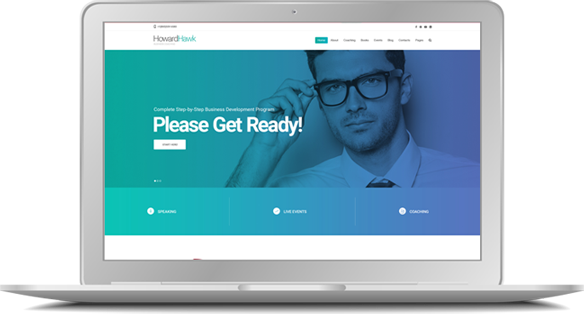 HowardHawk
Home About Coaching Books Events Blog Contacts Pages
Complete Step-by-Step Business Development Program
Please Get Ready!
START HERE
SPEAKING
LIVE EVENTS
COACHING